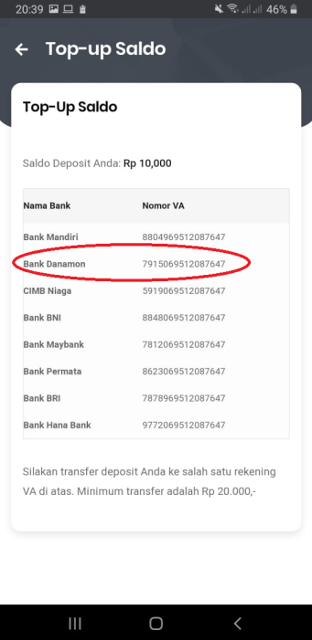 20:39 46%
Top-up Saldo
Top-Up Saldo
Saldo Deposit Anda: Rp 10,000
Nama Bank Nomor VA
Bank Mandiri 8804969512087647
Bank Danamon 7915069512087647
CIMB Niaga 5919069512087647
Bank BNI 8848069512087647
Bank Maybank 7812069512087647
Bank Permata 8623069512087647
Bank BRI 7878969512087647
Bank Hana Bank 9772069512087647
Silakan transfer deposit Anda ke salah satu rekening
VA di atas. Minimum transfer adalah Rp 20.000,-